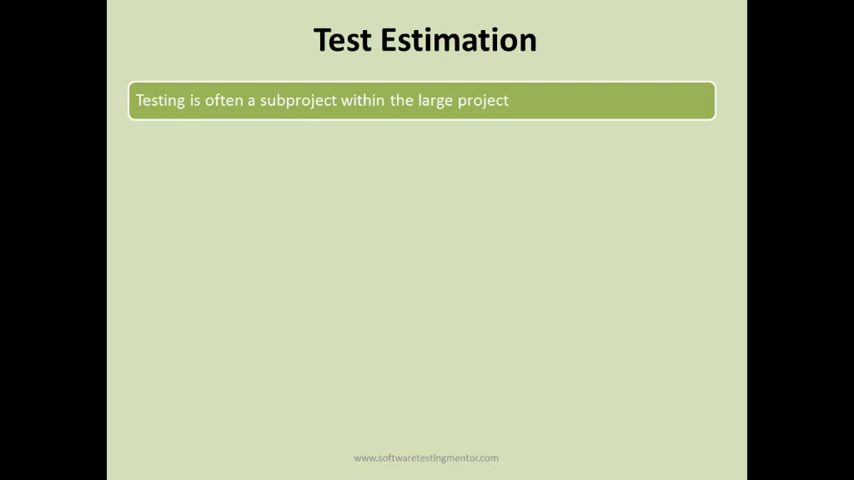 Test Estimation
Testing is often a subproject within the large project
www.softwaretestingmentor.com